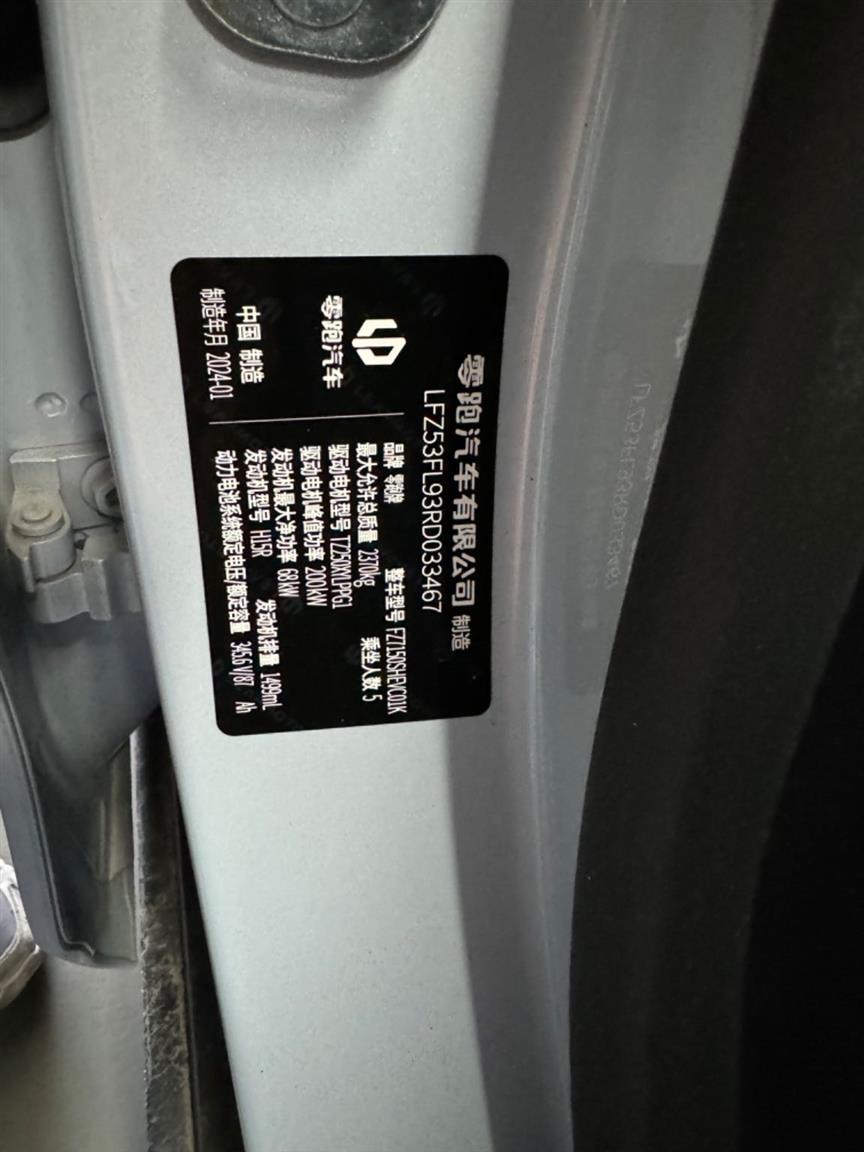 零跑汽车有限公司 制造
LFZ53FL93RD033467
零跑汽车
中国 制造
制造年月 2024-01
品牌 零跑牌 整车型号 FZ7150SHEVC01K
最大允许总质量 2370kg 乘坐人数 5
驱动电机型号 TZ250XYLPPG1
驱动电机峰值功率 200kW
发动机最大净功率 68kW
发动机型号 H15R 发动机排量 1499mL
动力电池系统额定电压/额定容量 345.6 V/87 Ah